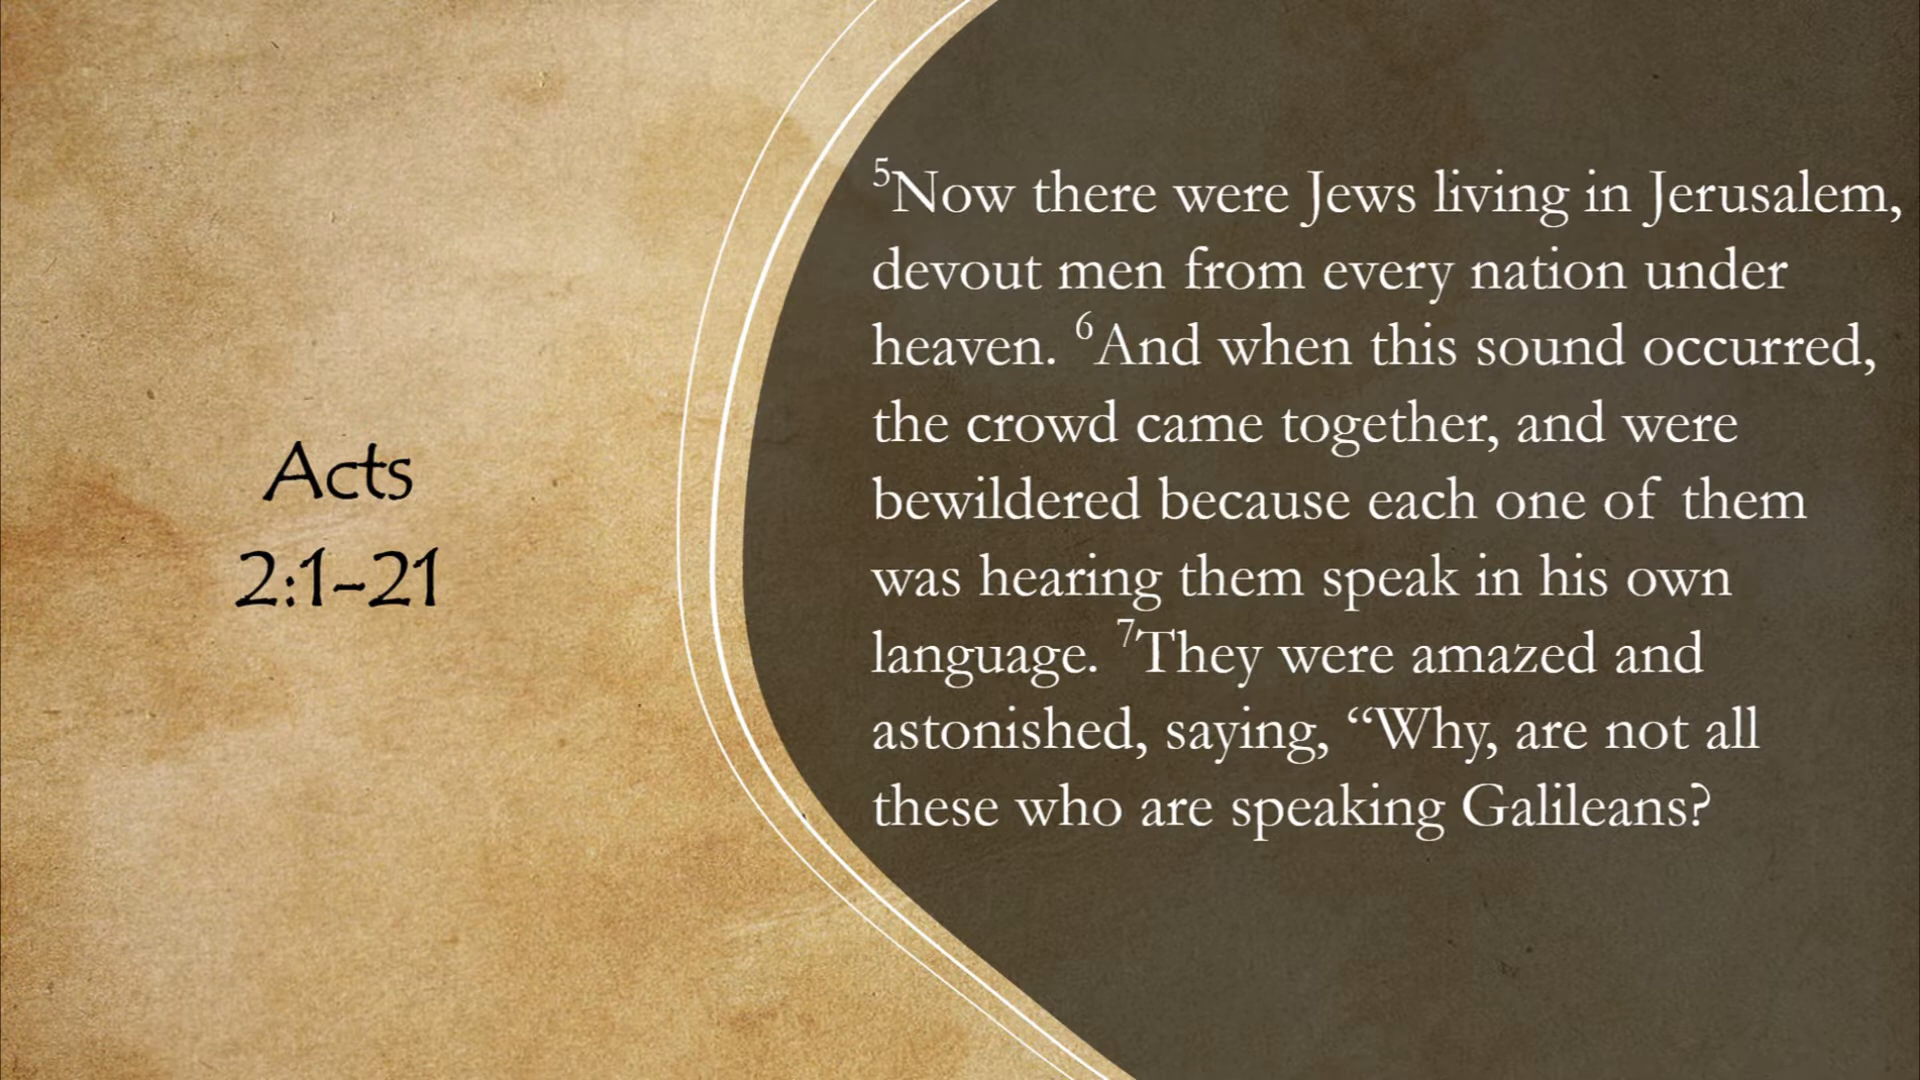 Acts
2:1–21
⁵Now there were Jews living in Jerusalem,
devout men from every nation under
heaven. ⁶And when this sound occurred,
the crowd came together, and were
bewildered because each one of them
was hearing them speak in his own
language. ⁷They were amazed and
astonished, saying, “Why, are not all
these who are speaking Galileans?